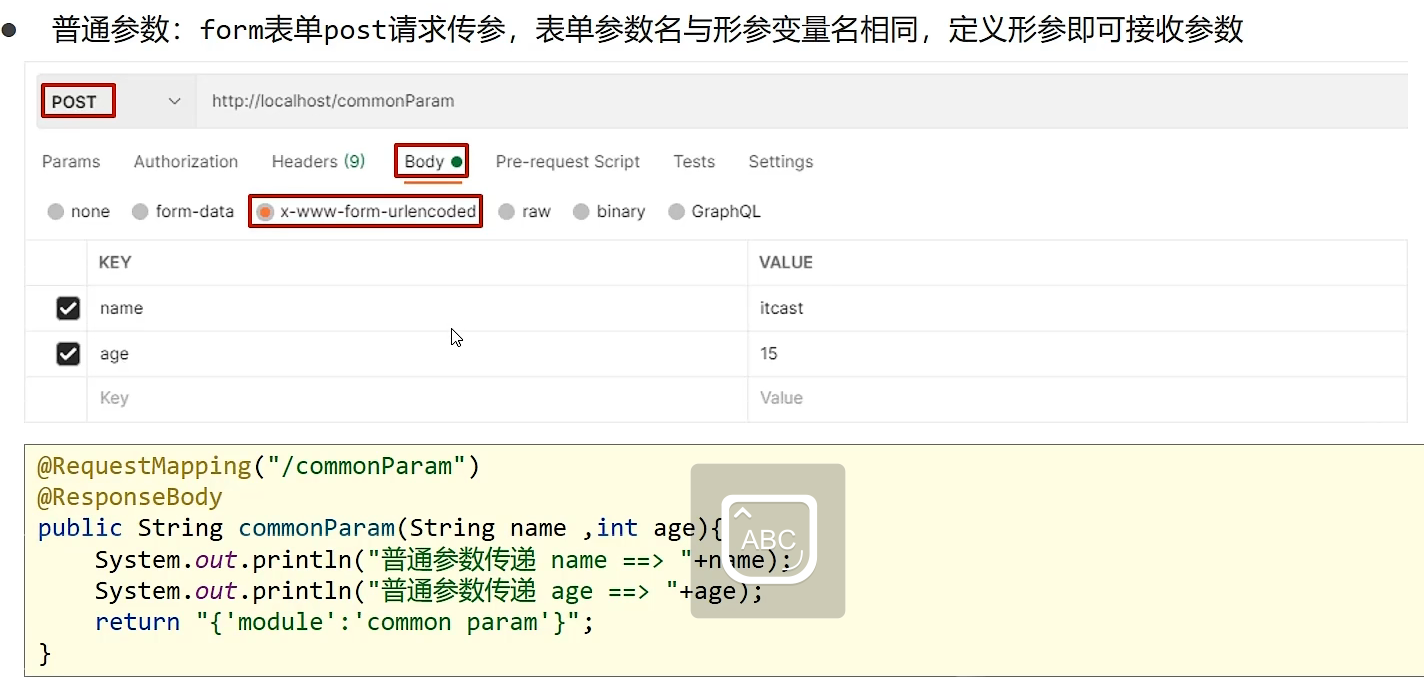 普通参数：form表单post请求传参，表单参数名与形参变量名相同，定义形参即可接收参数
POST http://localhost/commonParam
Params Authorization Headers (9) Body Pre-request Script Tests Settings
none form-data x-www-form-urlencoded raw binary GraphQL
KEY VALUE
name itcast
age 15
Key Value
@RequestMapping("/commonParam")
@ResponseBody
public String commonParam(String name ,int age){
ABC
System.out.println("普通参数传递 name ==> "+name);
System.out.println("普通参数传递 age ==> "+age);
return "{'module':'common param'}";
}